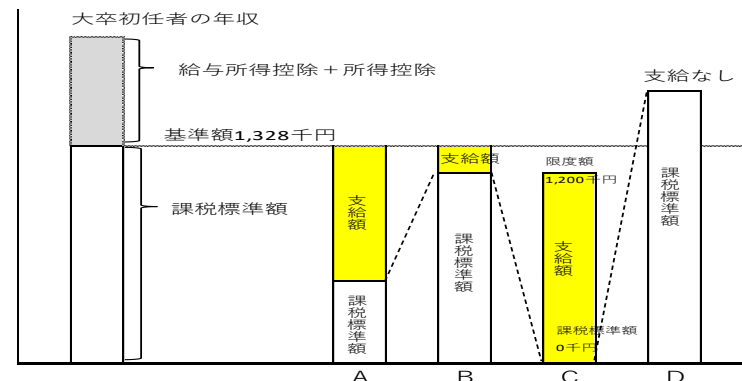 大卒初任者の年収
給与所得控除＋所得控除
支給なし
基準額1,328千円
課税標準額
支給額
課税標準額
支給額
課税標準額
限度額
1,200千円
支給額
課税標準額
0千円
課税標準額
A
B
C
D